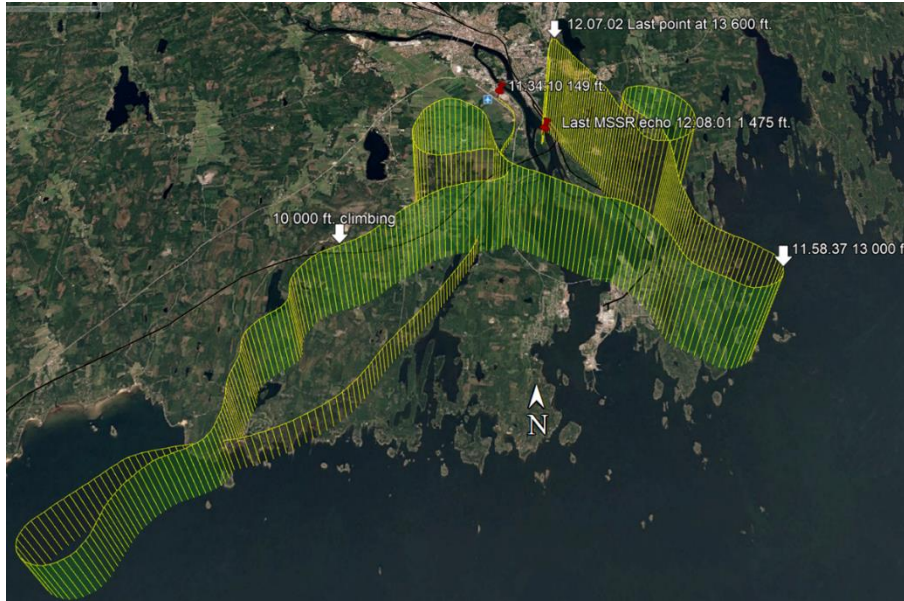 12.07.02 Last point at 13 600 ft.
11.34.10 149 ft.
Last MSSR echo 12.08.01 1 475 ft.
10 000 ft. climbing
11.58.37 13 000 f
N